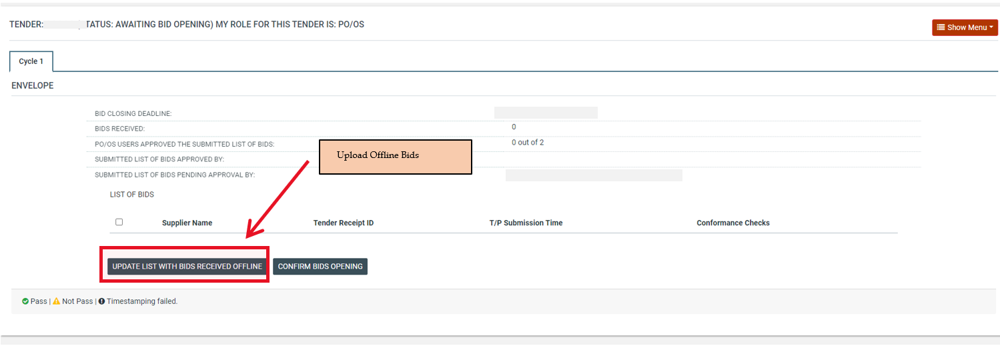 TENDER: TATUS: AWAITING BID OPENING) MY ROLE FOR THIS TENDER IS: PO/OS
Show Menu
Cycle 1
ENVELOPE
BID CLOSING DEADLINE:
BIDS RECEIVED: 0
PO/OS USERS APPROVED THE SUBMITTED LIST OF BIDS: 0 out of 2
Upload Offline Bids
SUBMITTED LIST OF BIDS APPROVED BY:
SUBMITTED LIST OF BIDS PENDING APPROVAL BY:
LIST OF BIDS
Supplier Name Tender Receipt ID T/P Submission Time Conformance Checks
UPDATE LIST WITH BIDS RECEIVED OFFLINE CONFIRM BIDS OPENING
Pass | Not Pass | Timestamping failed.